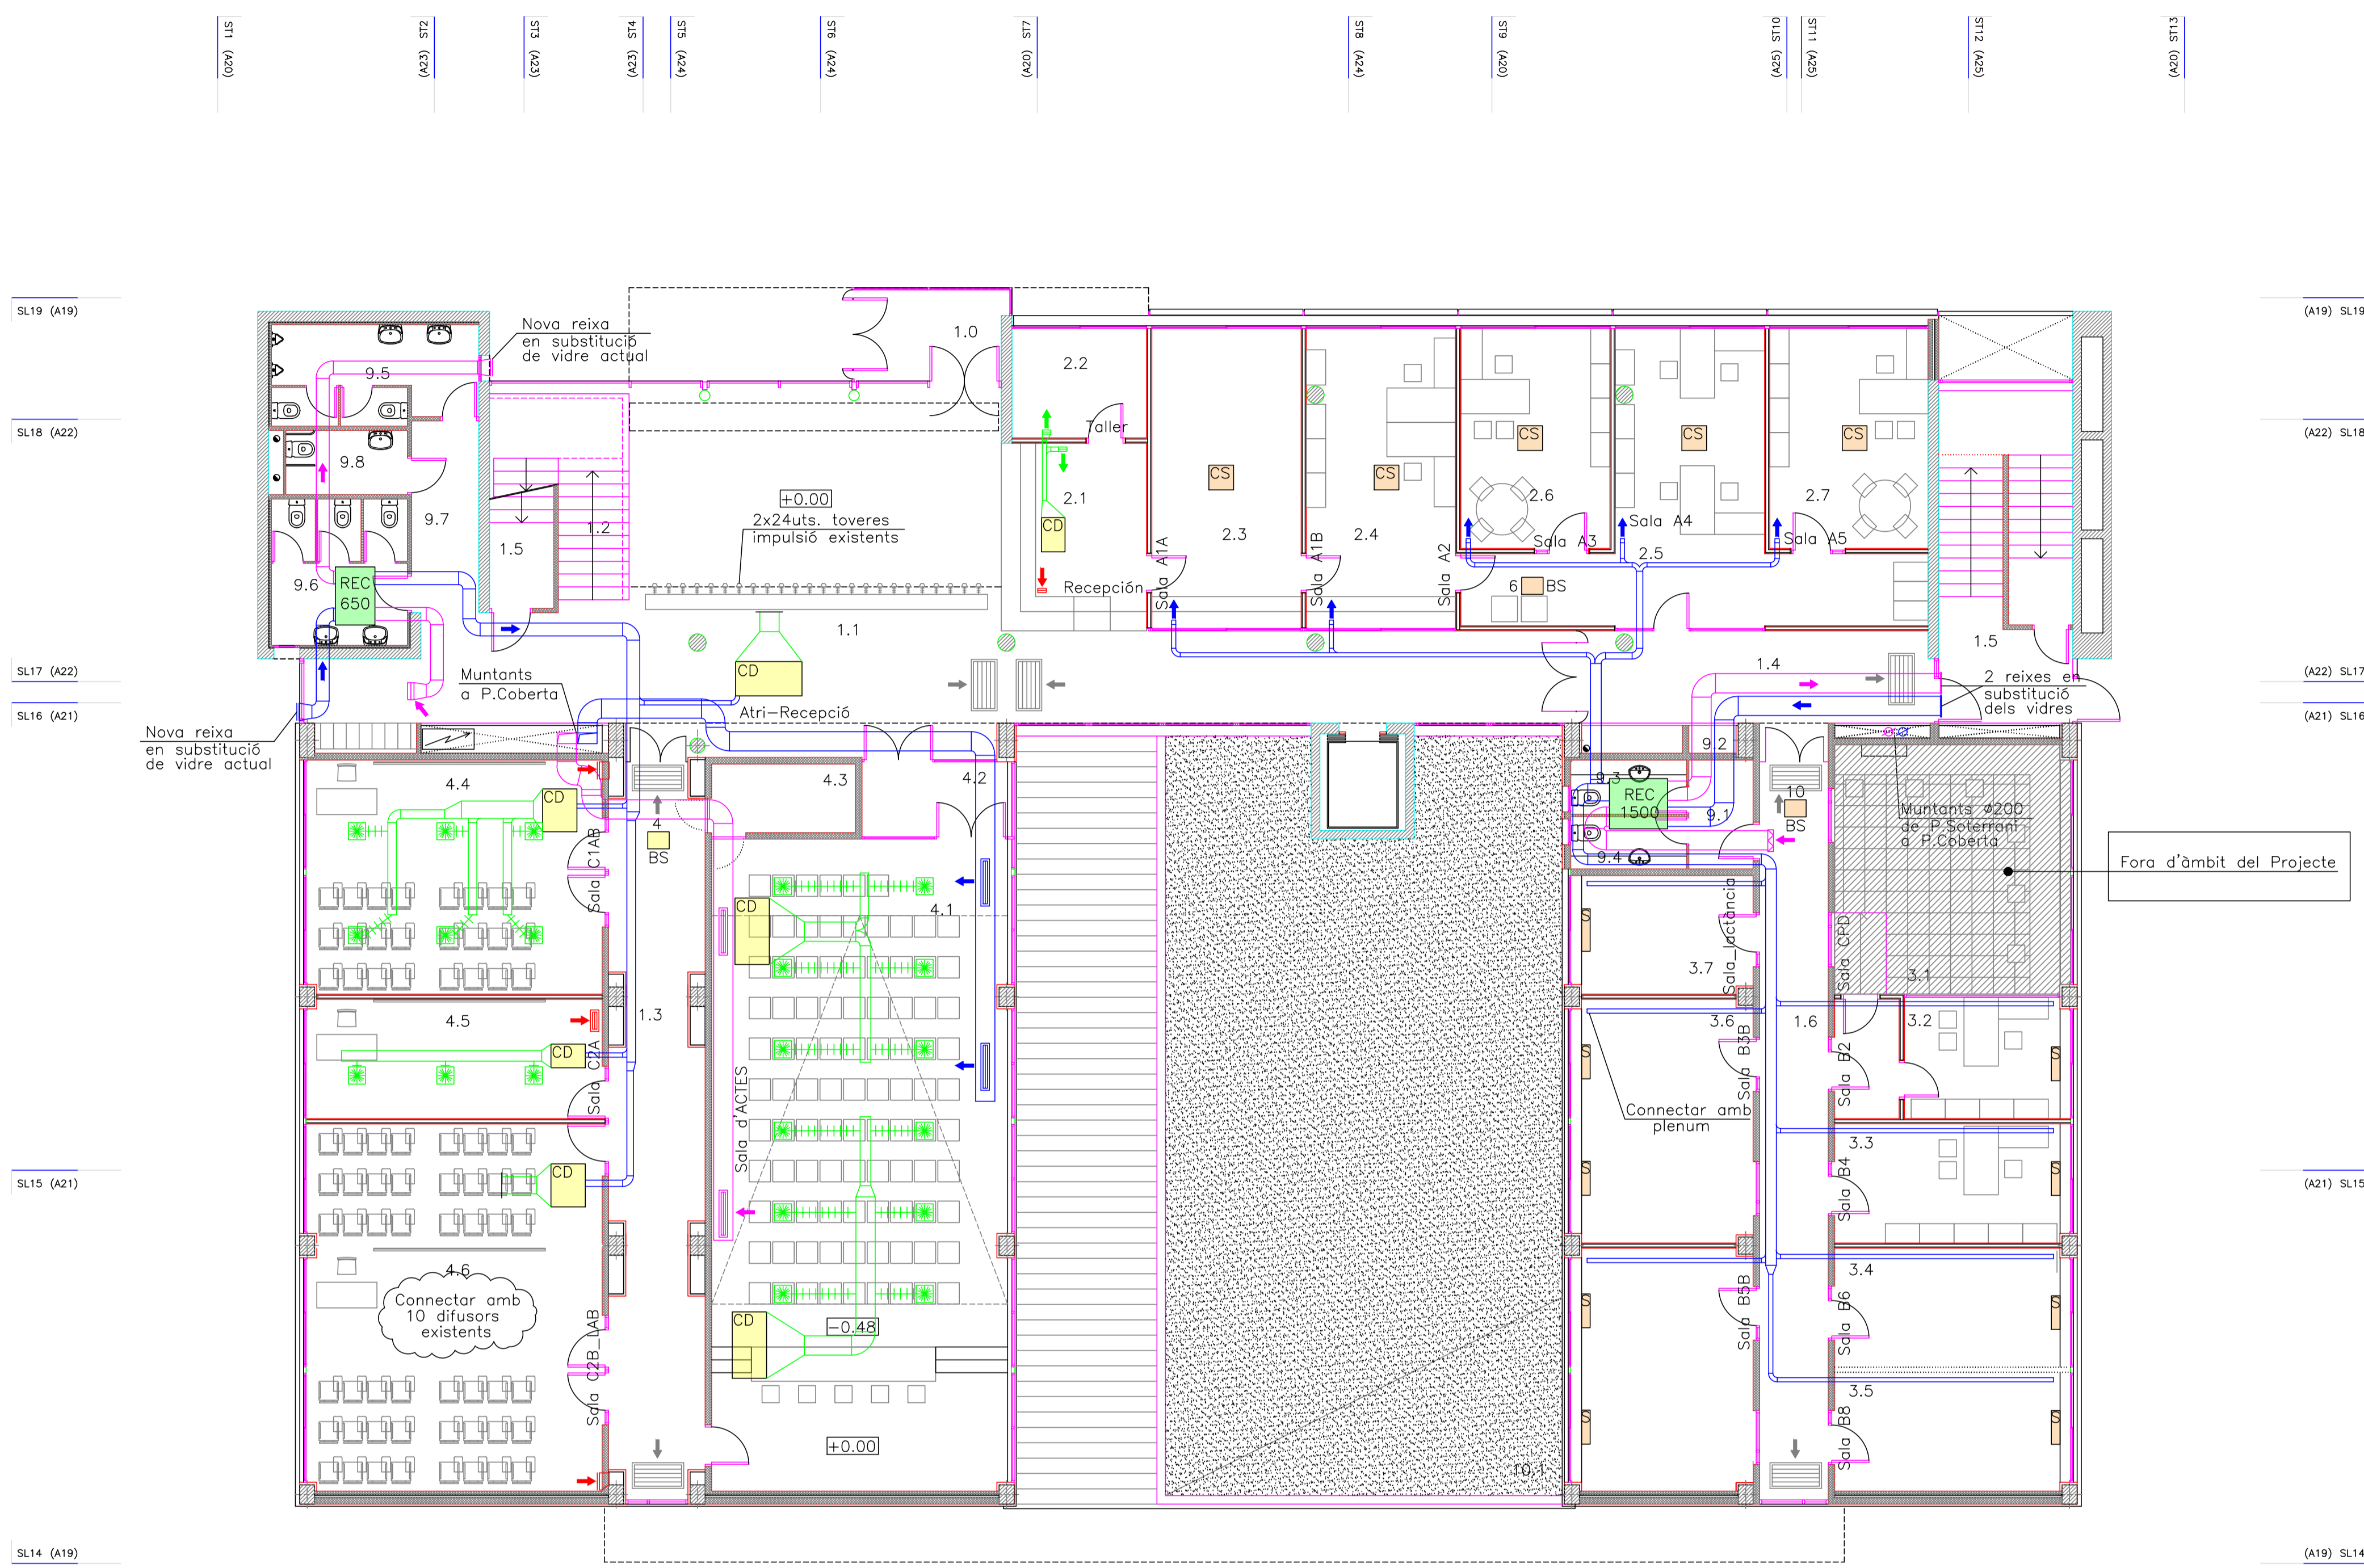 ST1 (A20)
(A23) ST2
ST3 (A23)
(A23) ST4
ST5 (A24)
ST6 (A24)
(A20) ST7
(A24) ST8
ST9 (A20)
(A25) ST10
ST11 (A25)
ST12 (A25)
(A20) ST13
SL19 (A19)
(A19) SL19
SL18 (A22)
(A22) SL18
SL17 (A22)
(A22) SL17
SL16 (A21)
(A21) SL16
SL15 (A21)
(A21) SL15
SL14 (A19)
(A19) SL14
Nova reixa
en substitució
de vidre actual
1.0
9.5
9.8
9.7
9.6
REC
650
1.5
1.2
+0.00
2x24uts. toveres
impulsió existents
1.1
CD
Muntants
a P.Coberta
Atri-Recepció
Nova reixa
en substitució
de vidre actual
2.2
Taller
2.1
CD
Recepción
Sala A1A
2.3
CS
Sala A1B
2.4
CS
Sala A2
2.6
CS
Sala A3
6
BS
Sala A4
2.5
CS
2.7
CS
Sala A5
1.5
1.4
2 reixes en
substitució
dels vidres
4.4
CD
Sala C1AB
4
BS
4.3
4.2
4.5
CD
Sala C2A
1.3
4.1
CD
Sala d'ACTES
CD
4.6
Connectar amb
10 difusors
existents
Sala C2B_LAB
CD
-0.48
+0.00
10.1
9.2
9.3
REC
1500
9.1
9.4
10
BS
Muntants ø200
de P.Soterrani
a P.Coberta
Fora d'àmbit del Projecte
Sala CPD
3.1
Sala_lactància
3.7
S
3.6
Sala B3B
S
S
Connectar amb
plenum
1.6
3.2
Sala B2
S
3.3
Sala B4
S
3.4
Sala B6
S
Sala B5B
S
S
3.5
Sala B8
S